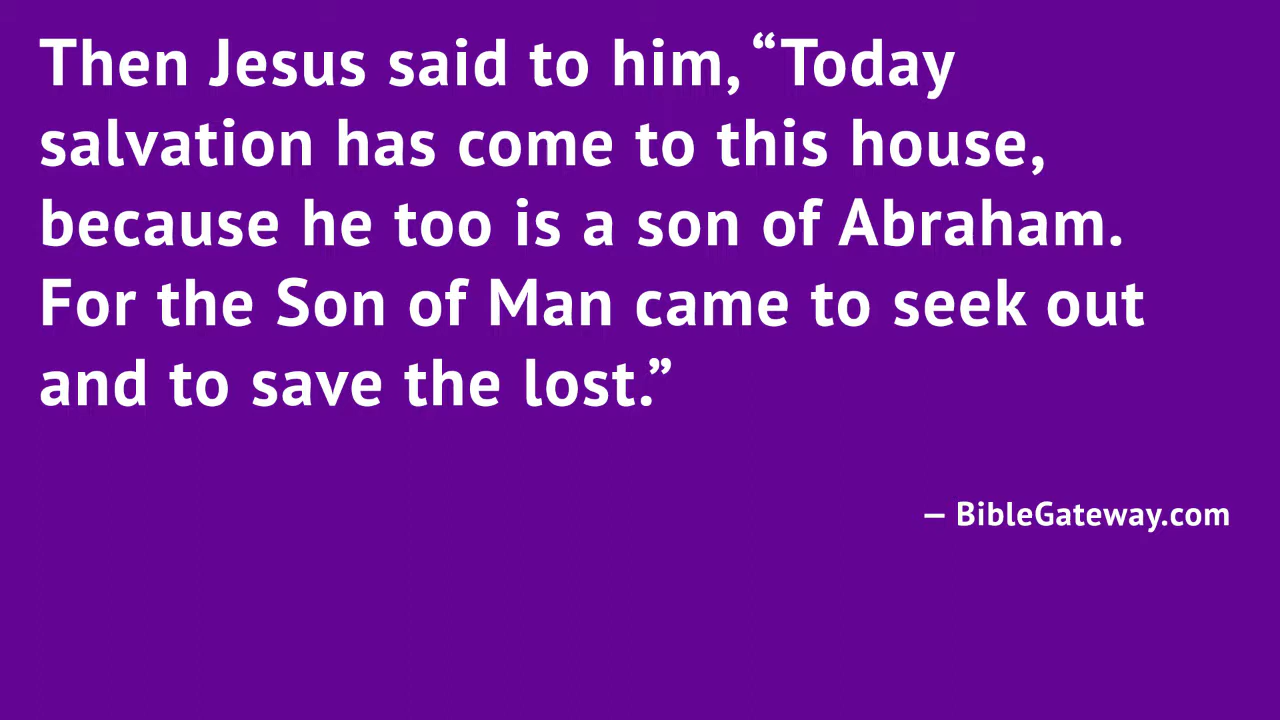 Then Jesus said to him, “Today
salvation has come to this house,
because he too is a son of Abraham.
For the Son of Man came to seek out
and to save the lost.”
— BibleGateway.com